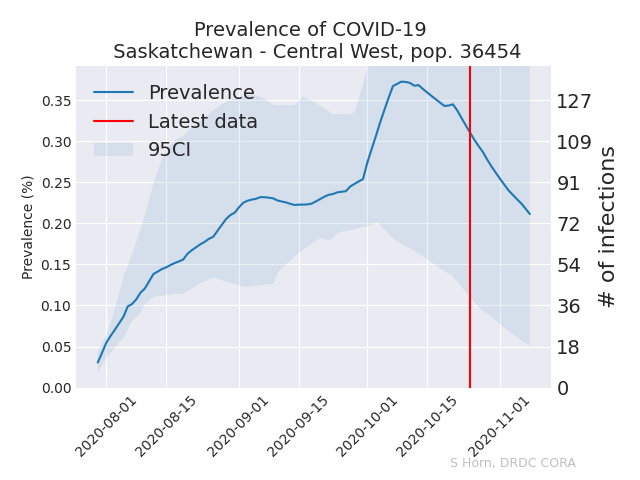 Prevalence of COVID-19
Saskatchewan - Central West, pop. 36454
Prevalence
Latest data
95CI
Prevalence (%)
0.35
0.30
0.25
0.20
0.15
0.10
0.05
0.00
127
109
91
72
54
36
18
0
# of infections
2020-08-01
2020-08-15
2020-09-01
2020-09-15
2020-10-01
2020-10-15
2020-11-01
S Horn, DRDC CORA